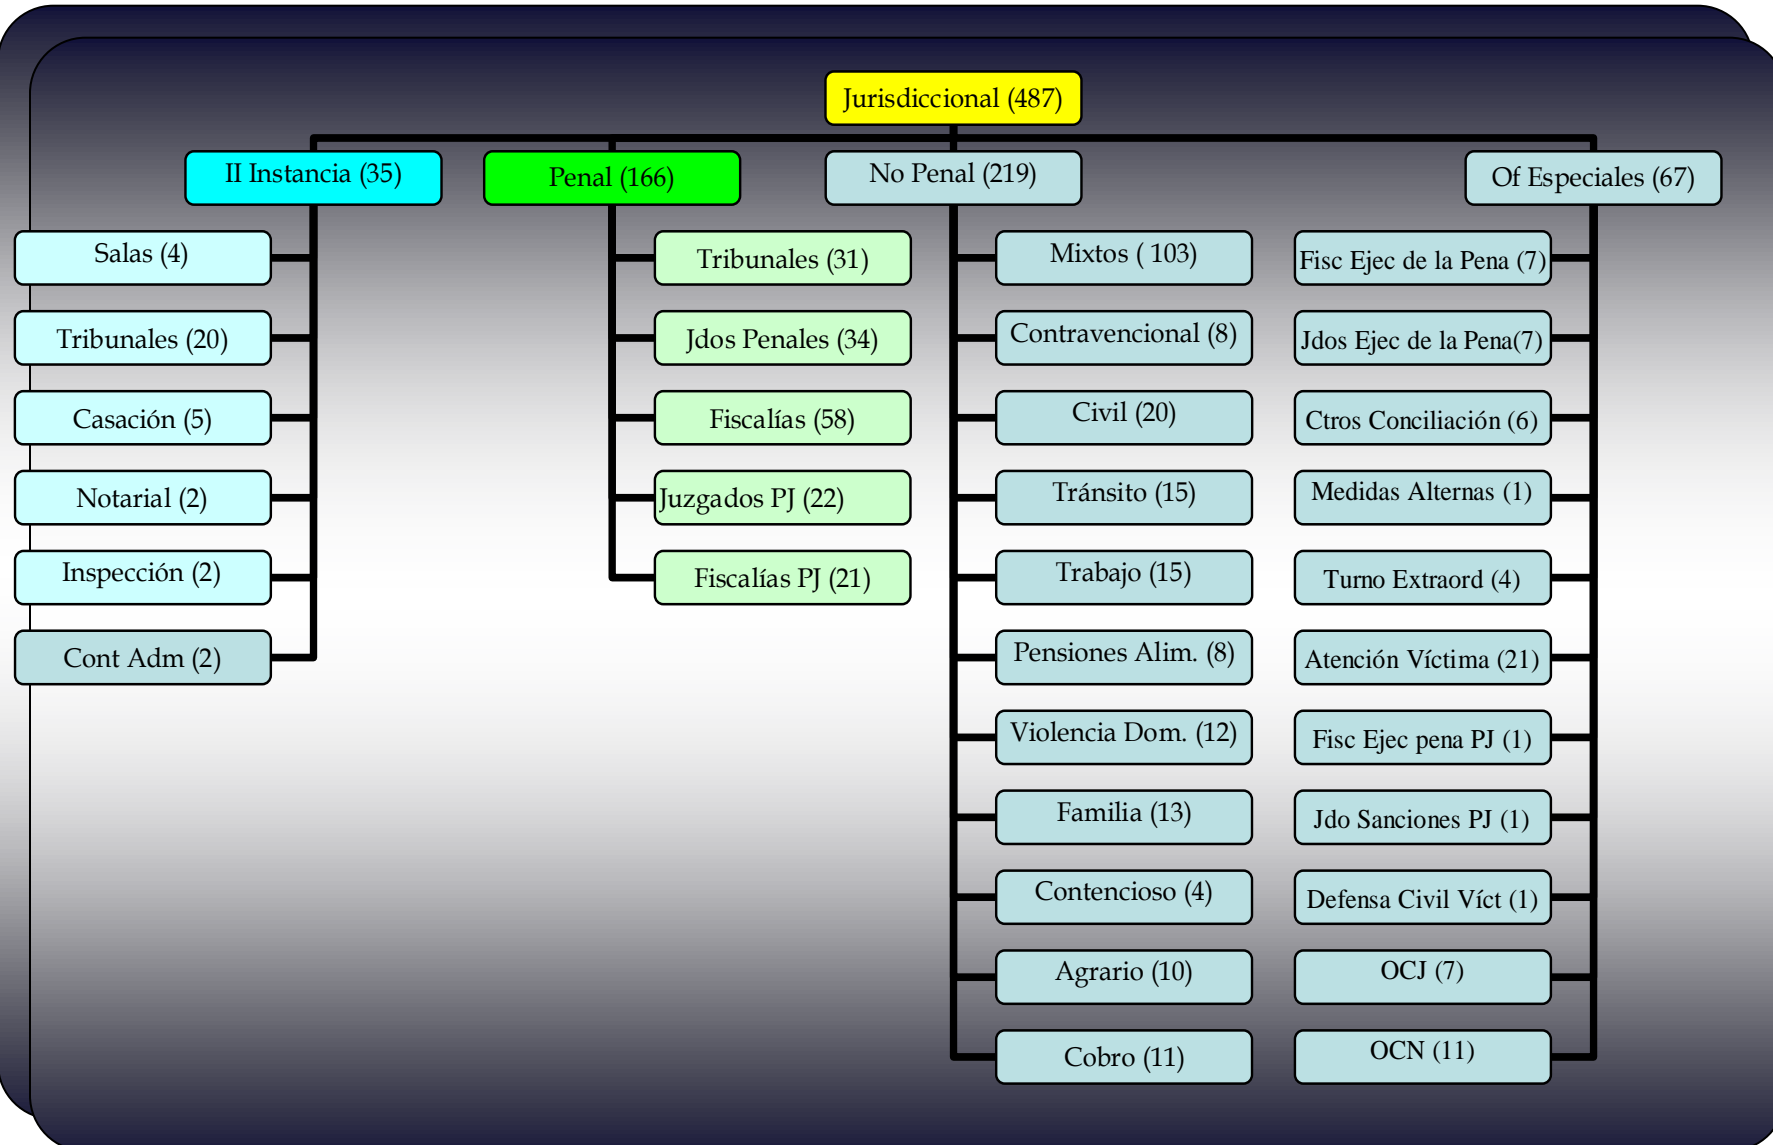 Jurisdiccional (487)
II Instancia (35)
Penal (166)
No Penal (219)
Of Especiales (67)
Salas (4)
Tribunales (20)
Casación (5)
Notarial (2)
Inspección (2)
Cont Adm (2)
Tribunales (31)
Jdos Penales (34)
Fiscalías (58)
Juzgados PJ (22)
Fiscalías PJ (21)
Mixtos ( 103)
Contravencional (8)
Civil (20)
Tránsito (15)
Trabajo (15)
Pensiones Alim. (8)
Violencia Dom. (12)
Familia (13)
Contencioso (4)
Agrario (10)
Cobro (11)
Fisc Ejec de la Pena (7)
Jdos Ejec de la Pena(7)
Ctros Conciliación (6)
Medidas Alternas (1)
Turno Extraord (4)
Atención Víctima (21)
Fisc Ejec pena PJ (1)
Jdo Sanciones PJ (1)
Defensa Civil Víct (1)
OCJ (7)
OCN (11)